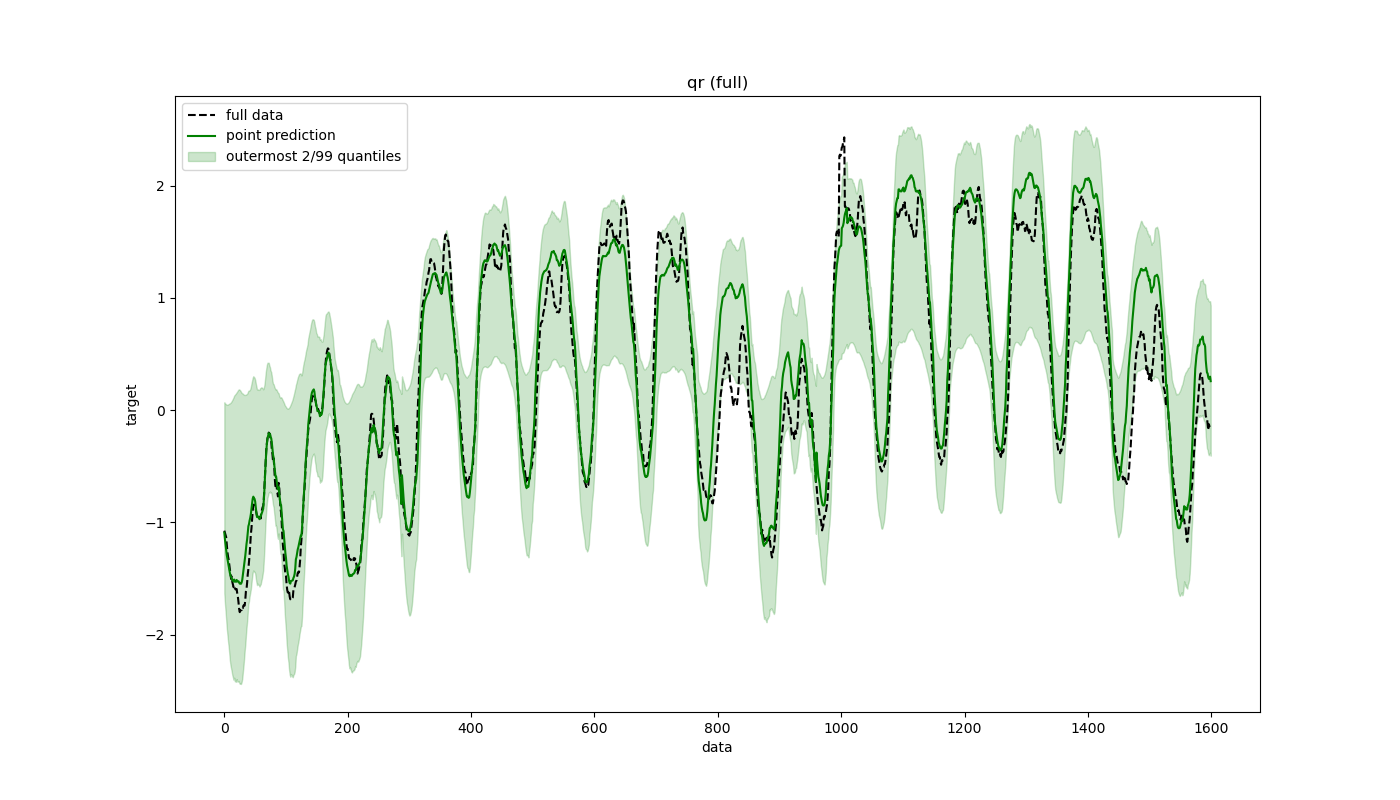 qr (full)
full data
point prediction
outermost 2/99 quantiles
target
2
1
0
−1
−2
0 200 400 600 800 1000 1200 1400 1600
data